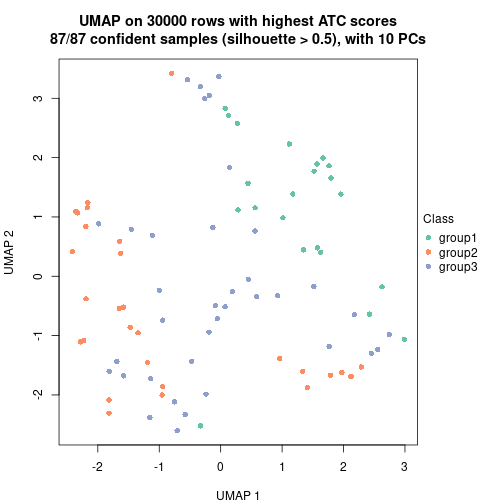 UMAP on 30000 rows with highest ATC scores
87/87 confident samples (silhouette > 0.5), with 10 PCs
3
2
1
0
-1
-2
UMAP 2
-2 -1 0 1 2 3
UMAP 1
Class
group1
group2
group3